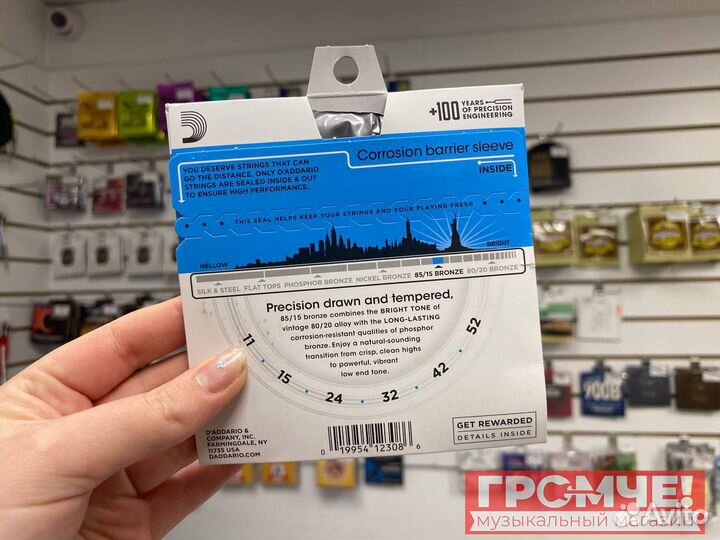 +100 YEARS
OF PRECISION
ENGINEERING
Corrosion barrier sleeve
INSIDE
YOU DESERVE STRINGS THAT CAN
GO THE DISTANCE. ONLY D'ADDARIO
STRINGS ARE SEALED INSIDE & OUT
TO ENSURE HIGH PERFORMANCE.
THIS SEAL HELPS KEEP YOUR STRINGS AND YOUR PLAYING FRESH
MELLOW BRIGHT
SILK & STEEL FLAT TOPS PHOSPHOR BRONZE NICKEL BRONZE 85/15 BRONZE 80/20 BRONZE
Precision drawn and tempered,
85/15 bronze combines the BRIGHT TONE of
vintage 80/20 alloy with the LONG-LASTING
corrosion-resistant qualities of phosphor
bronze. Enjoy a natural-sounding
transition from crisp, clean highs
to powerful, vibrant
low end tone.
11 15 24 32 42 52
D'ADDARIO &
COMPANY, INC.
FARMINGDALE, NY
11735 USA
DADDARIO.COM
0 19954 12308 6
GET REWARDED
DETAILS INSIDE
ГРОМЧЕ!
музыкальный магазин
Avito